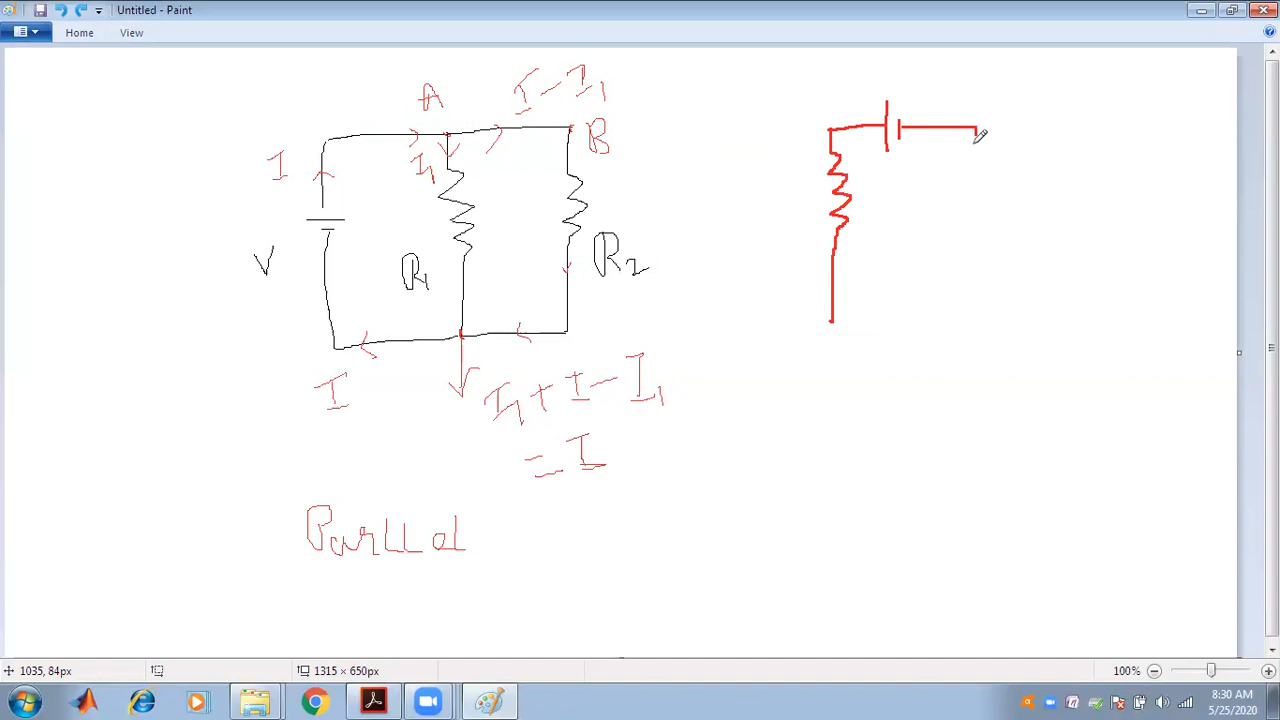 Untitled - Paint
Home
View
A
I - I1
B
I
I1
V
R1
R2
I
I1 + I - I1
= I
Parllel
1035, 84px
1315 × 650px
100%
8:30 AM
5/25/2020